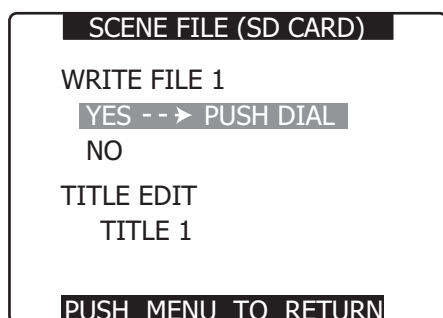 SCENE FILE (SD CARD)
WRITE FILE 1
YES --➤ PUSH DIAL
NO
TITLE EDIT
TITLE 1
PUSH MENU TO RETURN